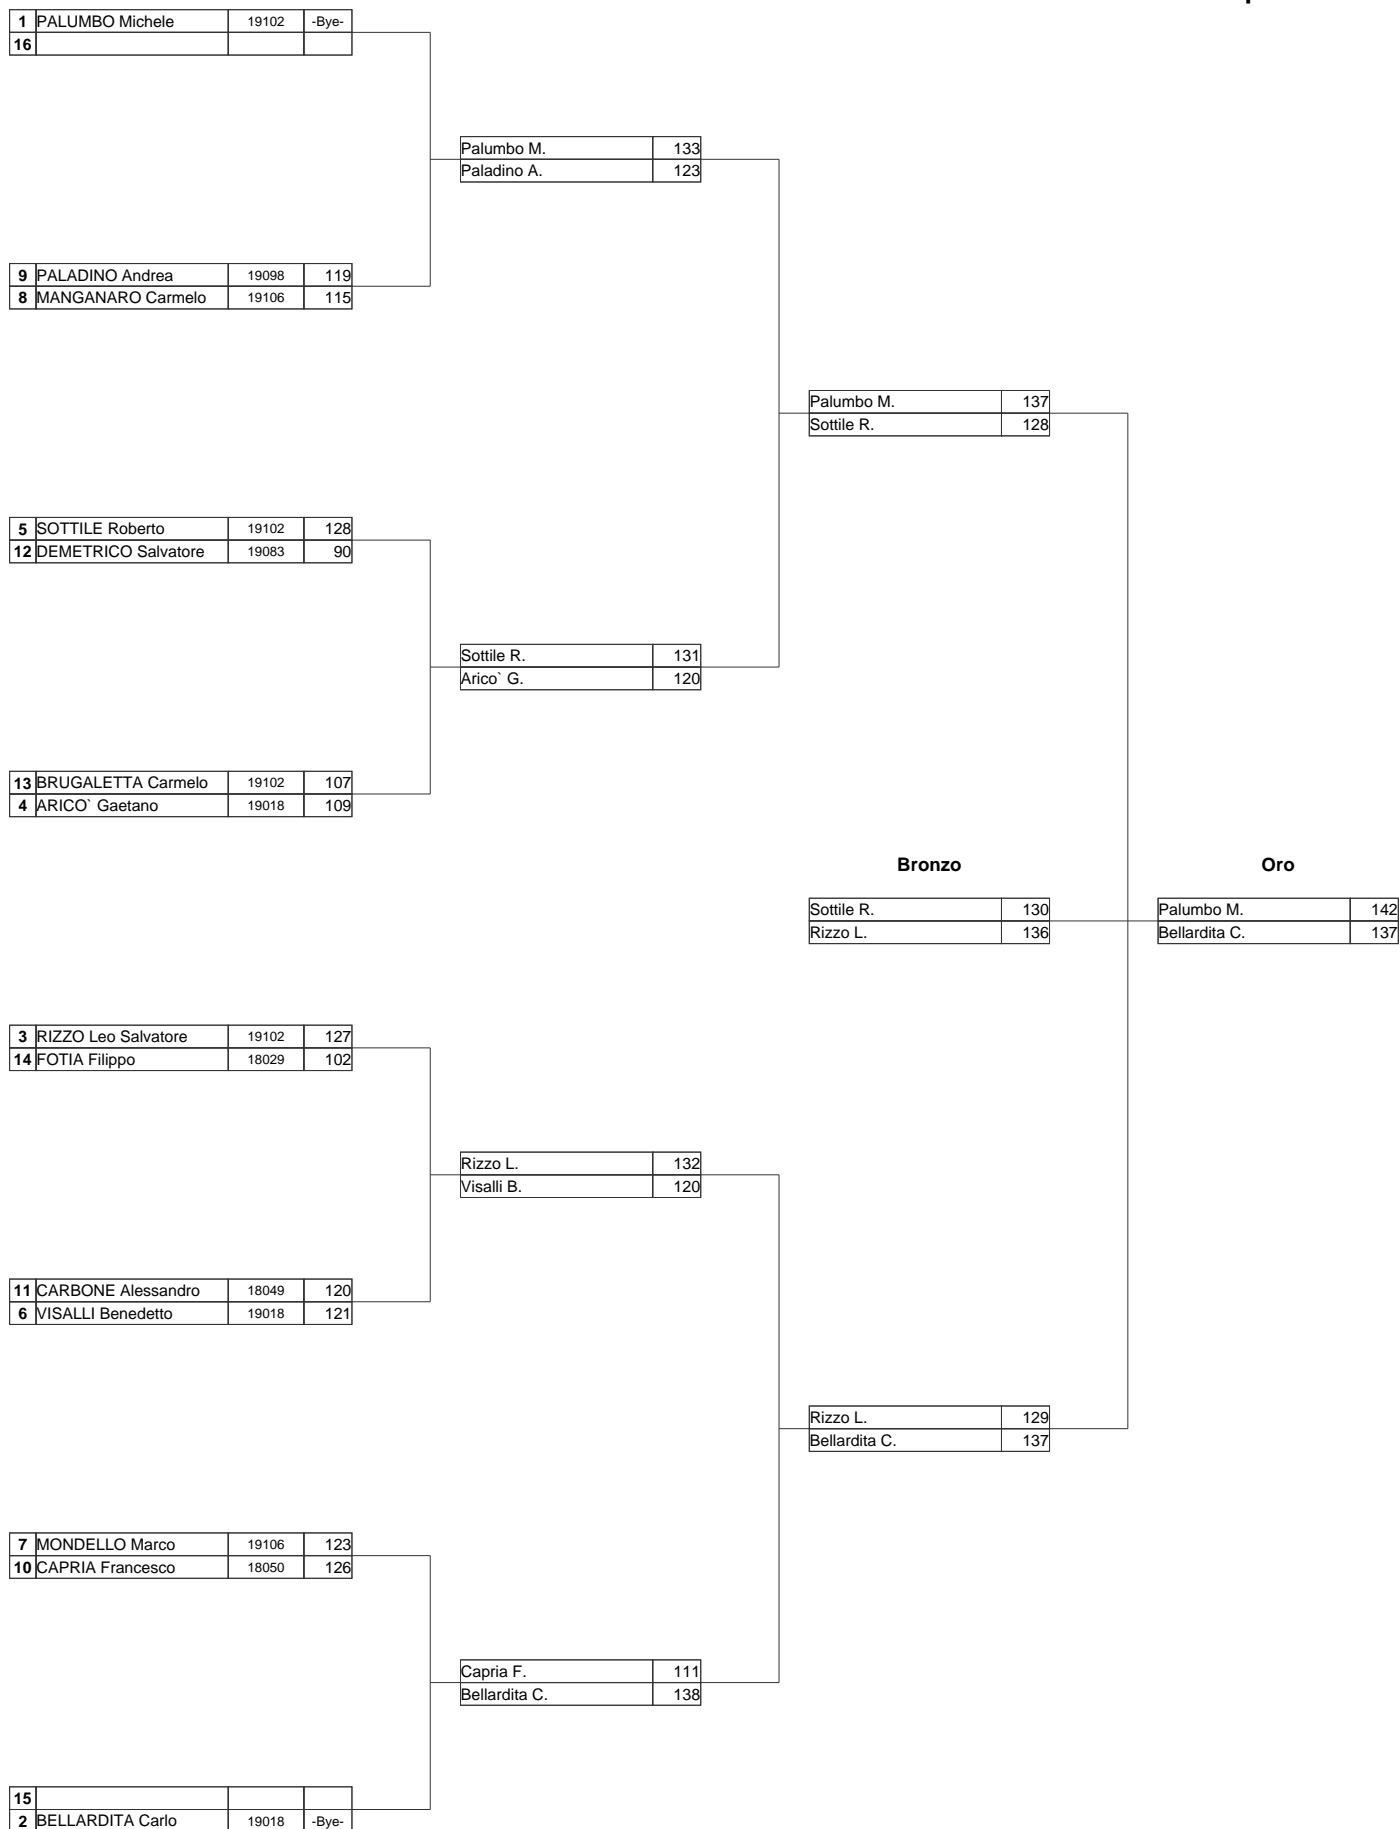 1 PALUMBO Michele 19102 -Bye-
16
Palumbo M. 133
Paladino A. 123
9 PALADINO Andrea 19098 119
8 MANGANARO Carmelo 19106 115
Palumbo M. 137
Sottile R. 128
5 SOTTILE Roberto 19102 128
12 DEMETRICO Salvatore 19083 90
Sottile R. 131
Arico` G. 120
13 BRUGALETTA Carmelo 19102 107
4 ARICO` Gaetano 19018 109
Bronzo Oro
Sottile R. 130 Palumbo M. 142
Rizzo L. 136 Bellardita C. 137
3 RIZZO Leo Salvatore 19102 127
14 FOTIA Filippo 18029 102
Rizzo L. 132
Visalli B. 120
11 CARBONE Alessandro 18049 120
6 VISALLI Benedetto 19018 121
Rizzo L. 129
Bellardita C. 137
7 MONDELLO Marco 19106 123
10 CAPRIA Francesco 18050 126
Capria F. 111
Bellardita C. 138
15
2 BELLARDITA Carlo 19018 -Bye-